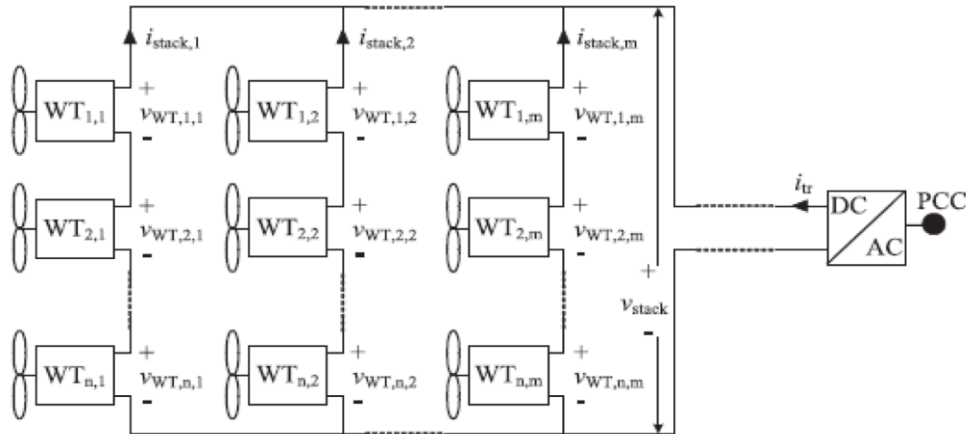 i_stack,1 i_stack,2 i_stack,m
WT_1,1 + v_WT,1,1 - WT_1,2 + v_WT,1,2 - WT_1,m + v_WT,1,m -
i_tr
DC AC PCC
WT_2,1 + v_WT,2,1 - WT_2,2 + v_WT,2,2 - WT_2,m + v_WT,2,m -
+ v_stack -
WT_n,1 + v_WT,n,1 - WT_n,2 + v_WT,n,2 - WT_n,m + v_WT,n,m -